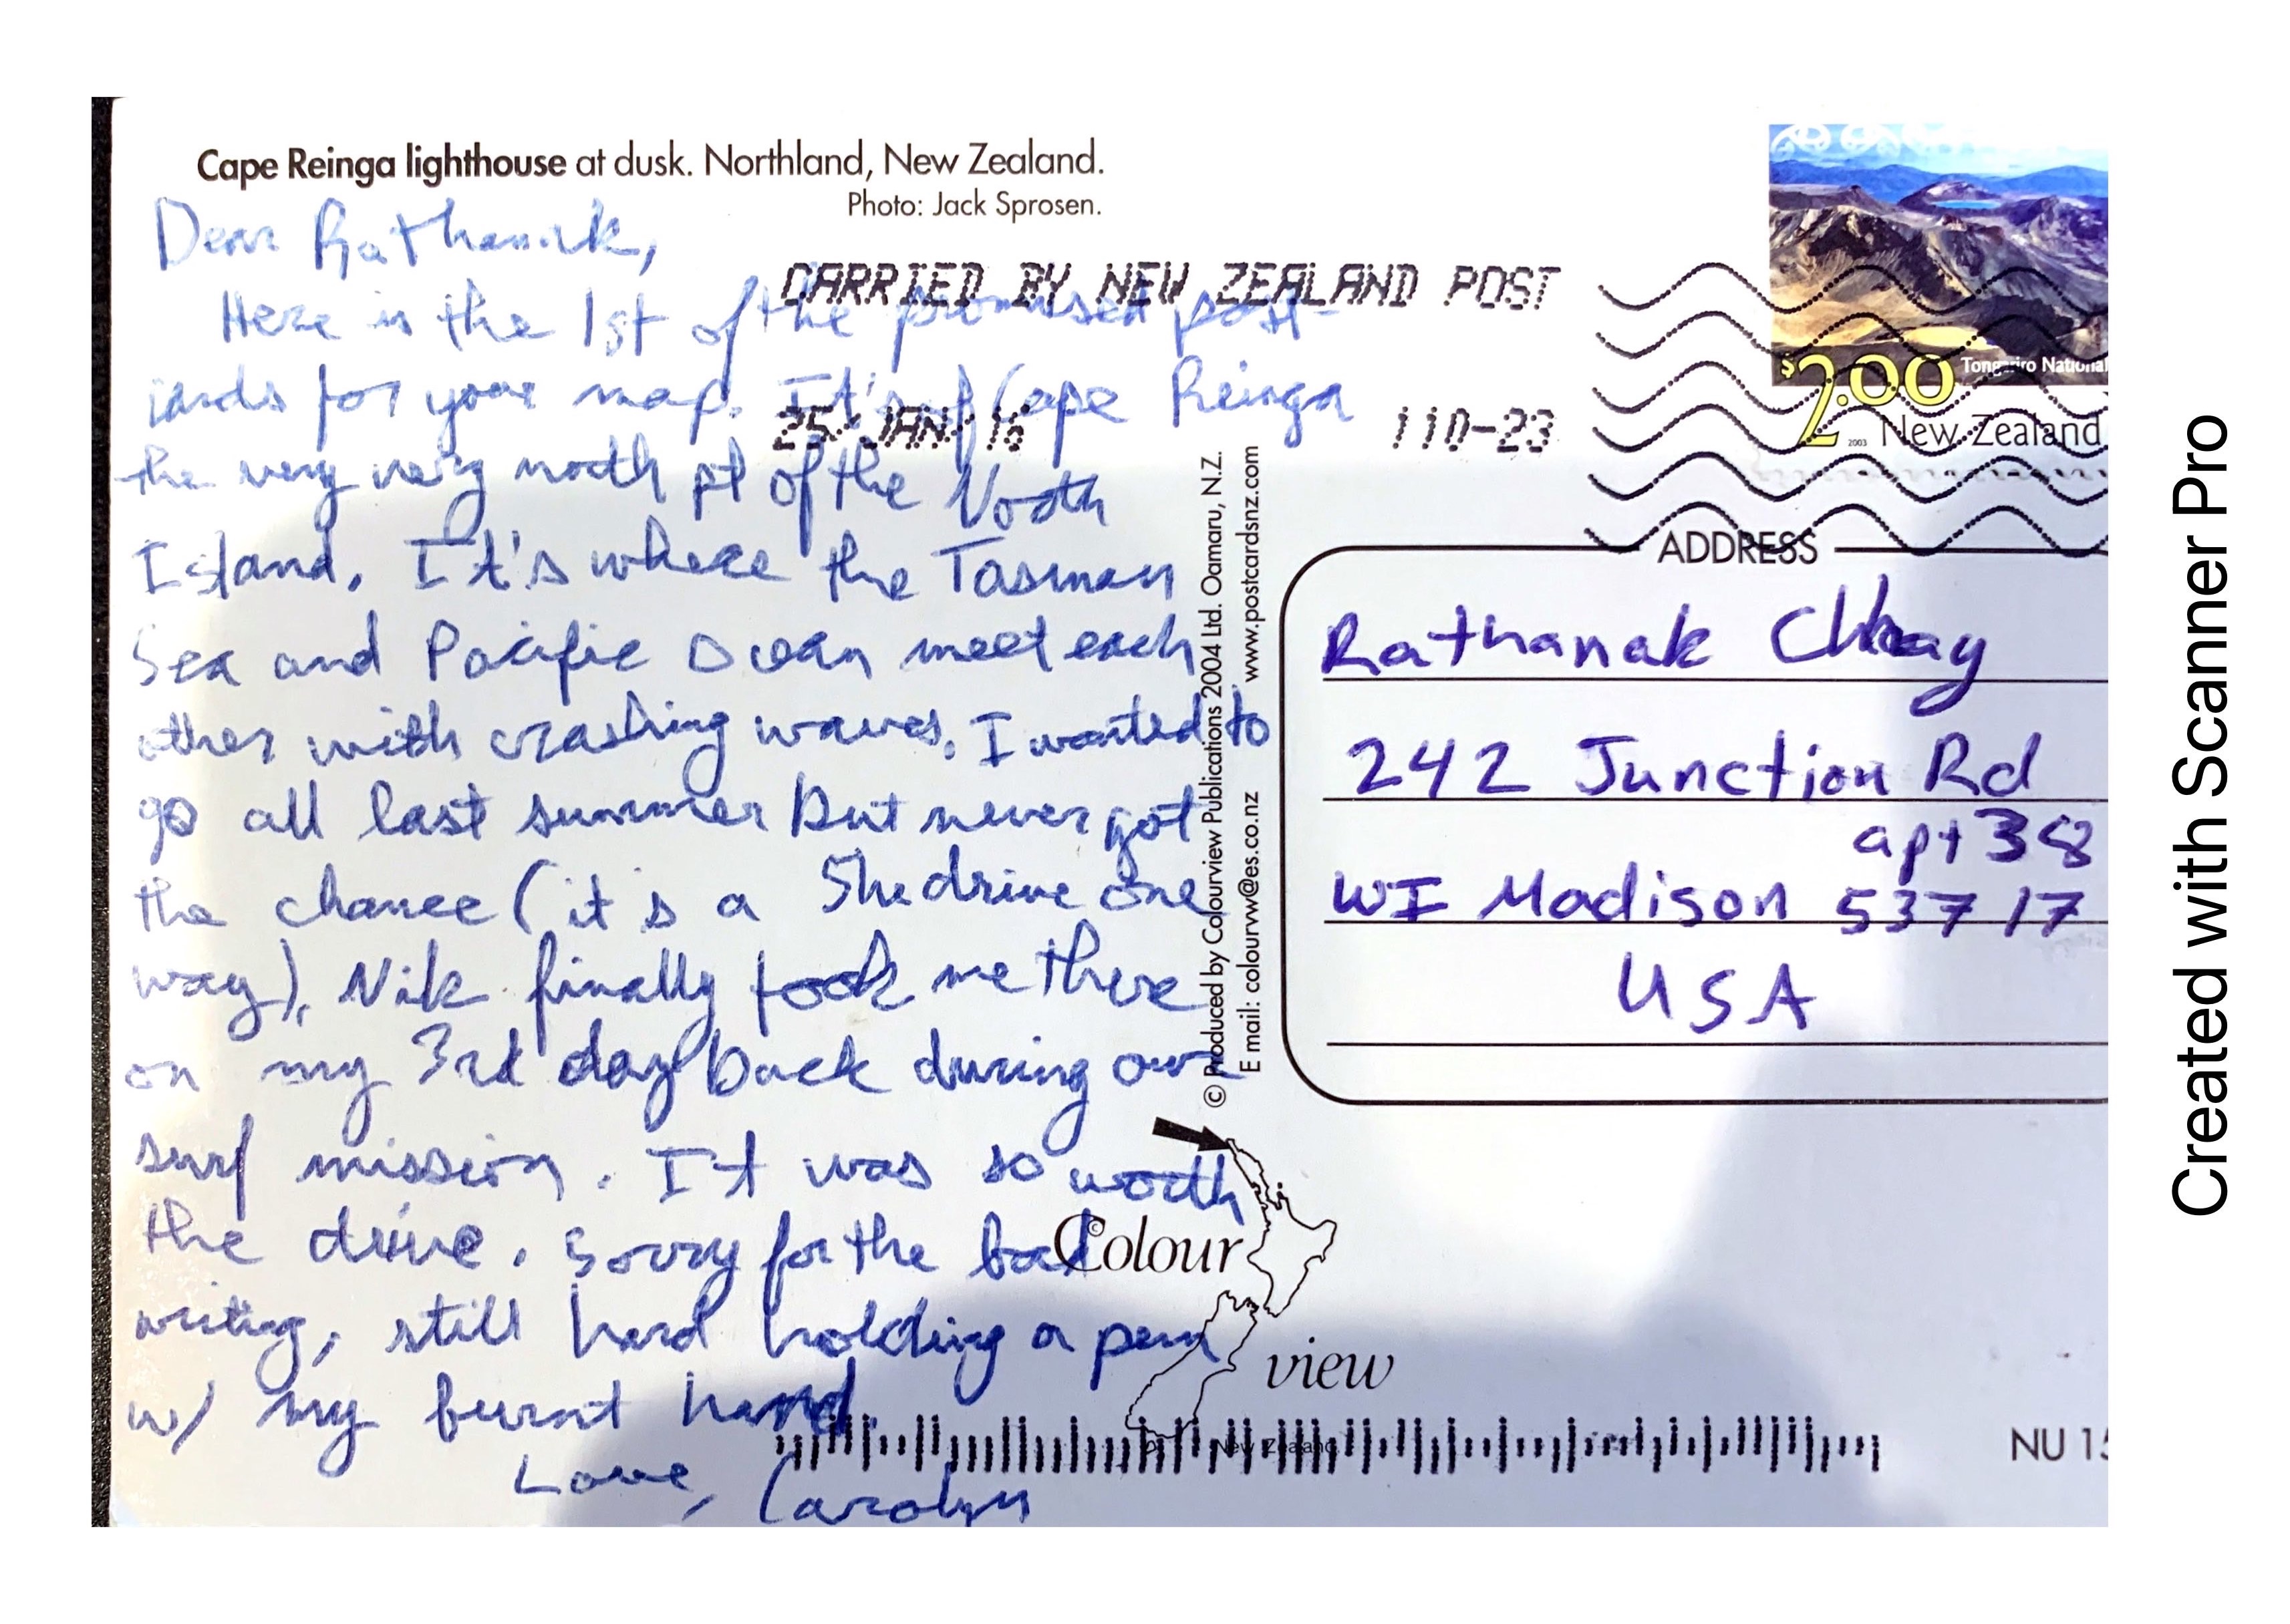 Cape Reinga lighthouse at dusk. Northland, New Zealand.
Photo: Jack Sprosen.
Dear Rathanak,
Here is the 1st of the promised post-
cards for your map. It's of Cape Reinga
the very very north pt of the North
Island. It's where the Tasman
Sea and Pacific Ocean meet each
other with crashing waves. I wanted to
go all last summer but never got
the chance (it's a 5hr drive one
way). Nik finally took me there
on my 3rd day back during our
surf mission. It was so worth
the drive. Sorry for the bad
writing, still hard holding a pen
w/ my burnt hand.
Love, Carolyn
CARRIED BY NEW ZEALAND POST
25 JAN 16 110-23
$2.00 Tongariro National
2003 New Zealand
© Produced by Colourview Publications 2004 Ltd. Oamaru, N.Z.
E mail: colourvw@es.co.nz www.postcardsnz.com
ADDRESS
Rathanak Chhay
242 Junction Rd
apt 38
WI Madison 53717
USA
Colour
view
New Zealand
NU 15
Created with Scanner Pro